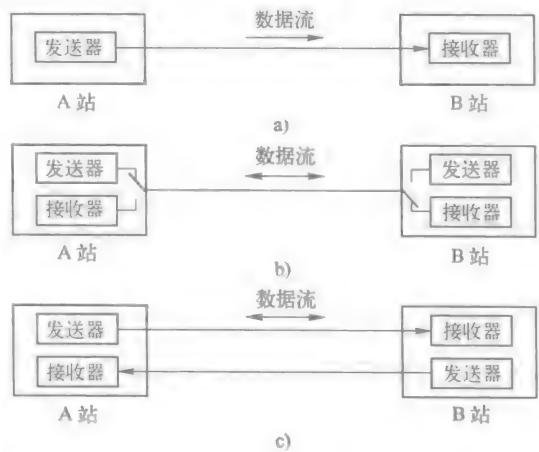 数据流
发送器 接收器
A 站 B 站
a)
发送器 数据流 发送器
接收器 接收器
A 站 B 站
b)
数据流
发送器 接收器
接收器 发送器
A 站 B 站
c)